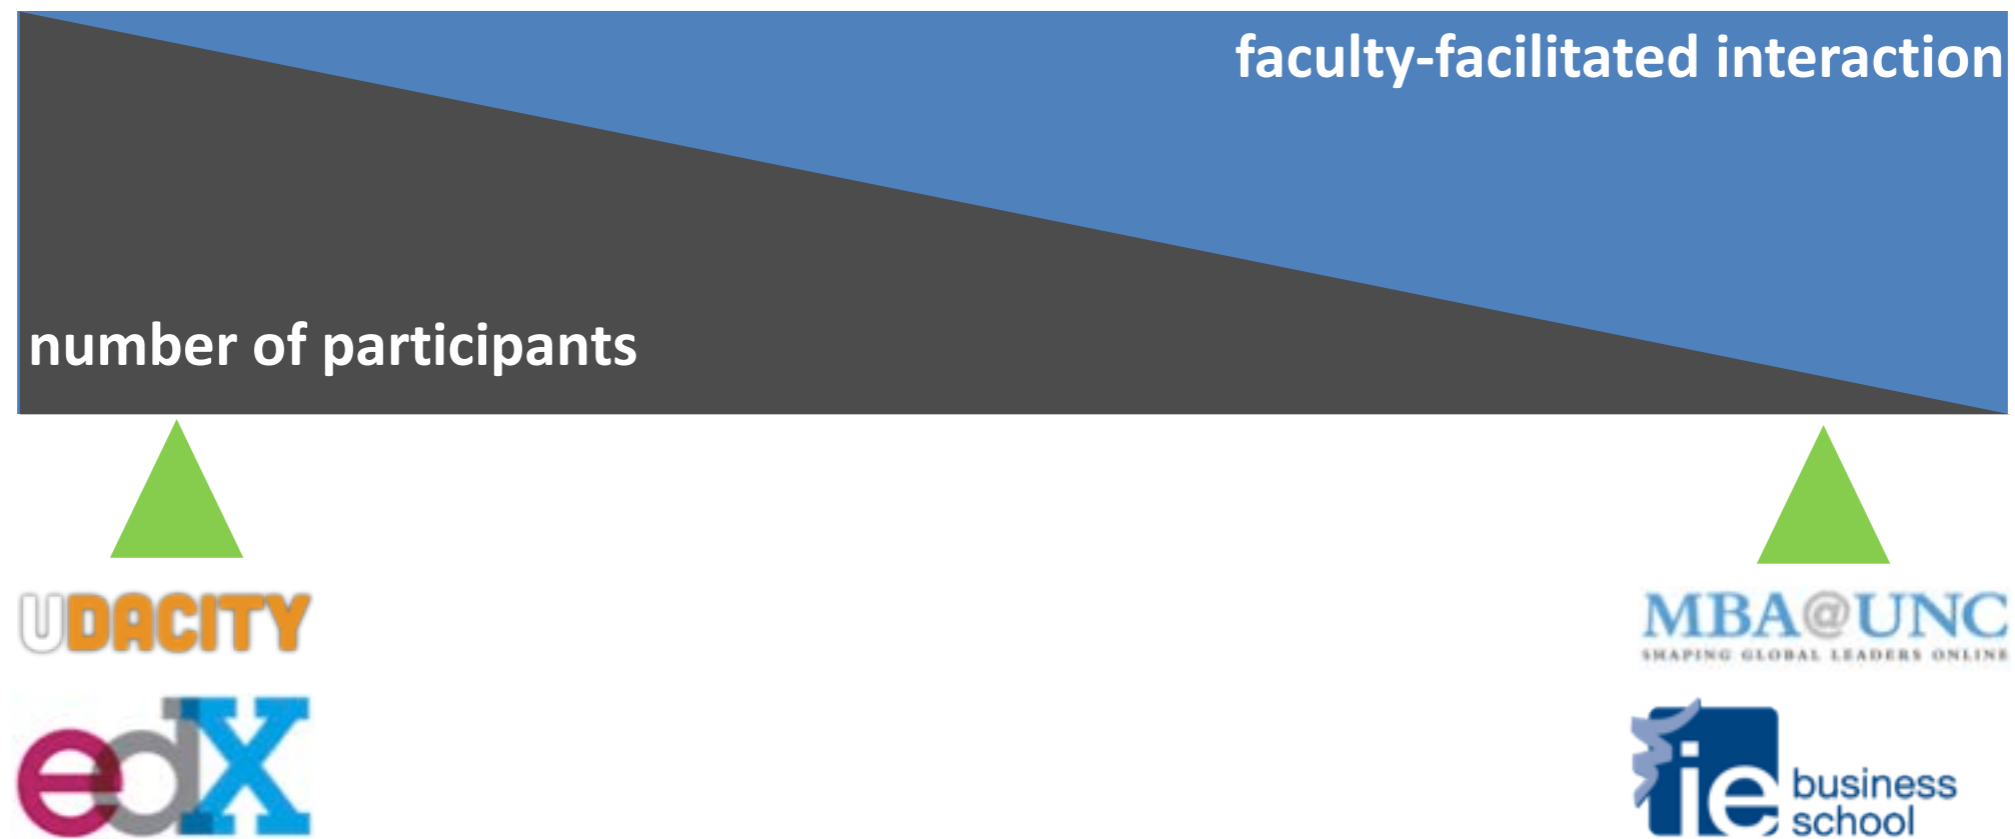 faculty-facilitated interaction
number of participants
UDACITY
MBA@UNC
SHAPING GLOBAL LEADERS ONLINE
edX
ie business
school